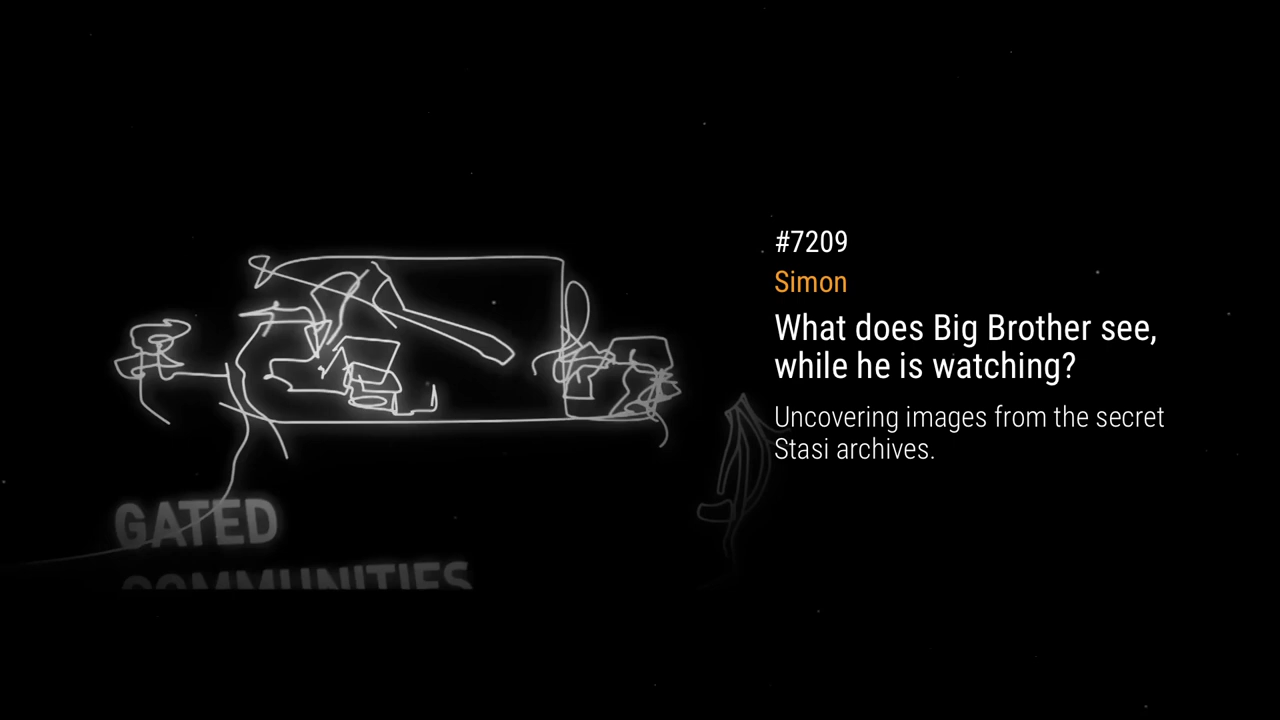 #7209
Simon
What does Big Brother see,
while he is watching?
Uncovering images from the secret
Stasi archives.
GATED
COMMUNITIES